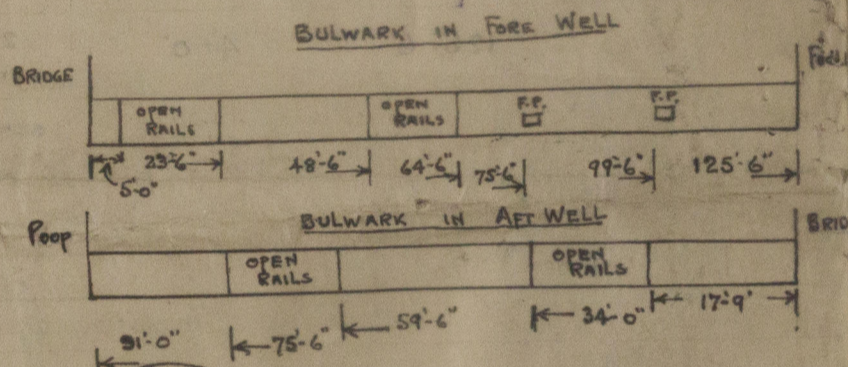 BULWARK IN FORE WELL
BRIDGE
OPEN RAILS
OPEN RAILS
F.P.
F.P.
5'-0"
23'-6"
48'-6"
64'-6"
75'-6"
99'-6"
125'-6"
BULWARK IN AFT WELL
POOP
OPEN RAILS
OPEN RAILS
91'-0"
75'-6"
59'-6"
34'-0"
17'-9'